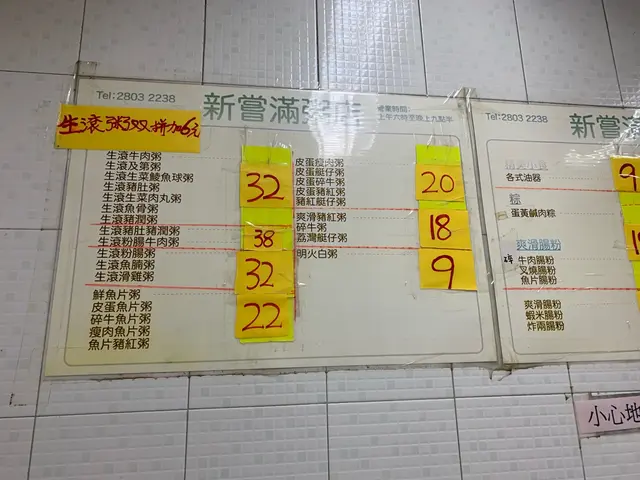 Tel:2803 2238
新嘗滿粥店
營業時間:
上午六時至晚上九點半
生滾粥双拼加6元
生滾牛肉粥
生滾及第粥
生滾生菜鯪魚球粥
生滾豬肚粥
生滾生菜肉丸粥
生滾魚骨粥
32
生滾豬潤粥
生滾豬肚豬潤粥
生滾粉腸牛肉粥
38
生滾粉腸粥
生滾魚腩粥
生滾滑雞粥
32
鮮魚片粥
皮蛋魚片粥
碎牛魚片粥
瘦肉魚片粥
魚片豬紅粥
22
皮蛋瘦肉粥
皮蛋艇仔粥
皮蛋碎牛粥
皮蛋豬紅粥
豬紅艇仔粥
20
爽滑豬紅粥
碎牛粥
荔灣艇仔粥
18
明火白粥
9
Tel:2803 2238
新嘗
各式油器
9
粽
蛋黃鹹肉粽
爽滑腸粉
牛肉腸粉
叉燒腸粉
魚片腸粉
爽滑腸粉
蝦米腸粉
炸兩腸粉
小心地